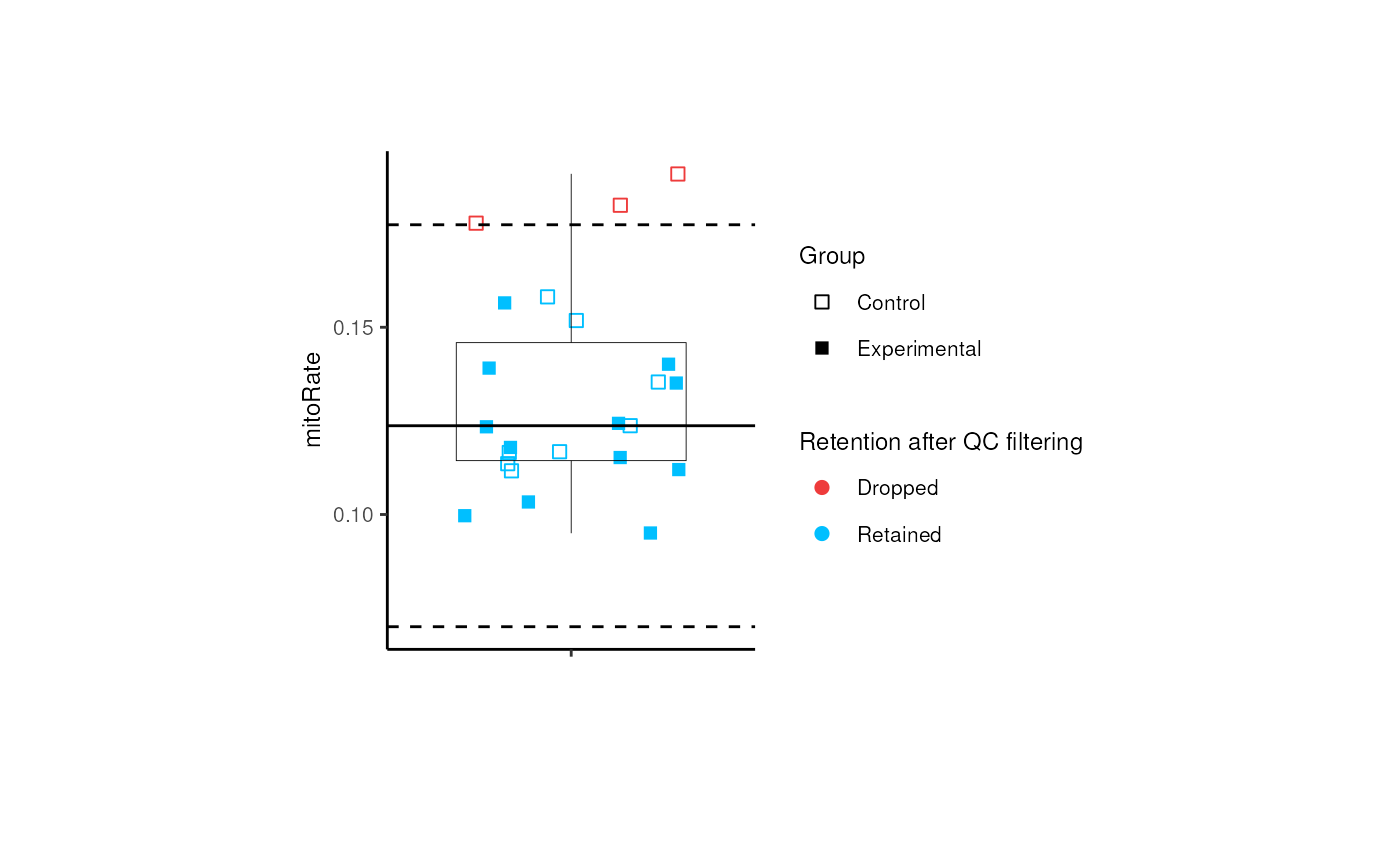 mitoRate
0.15
0.10
Group
Control
Experimental
Retention after QC filtering
Dropped
Retained